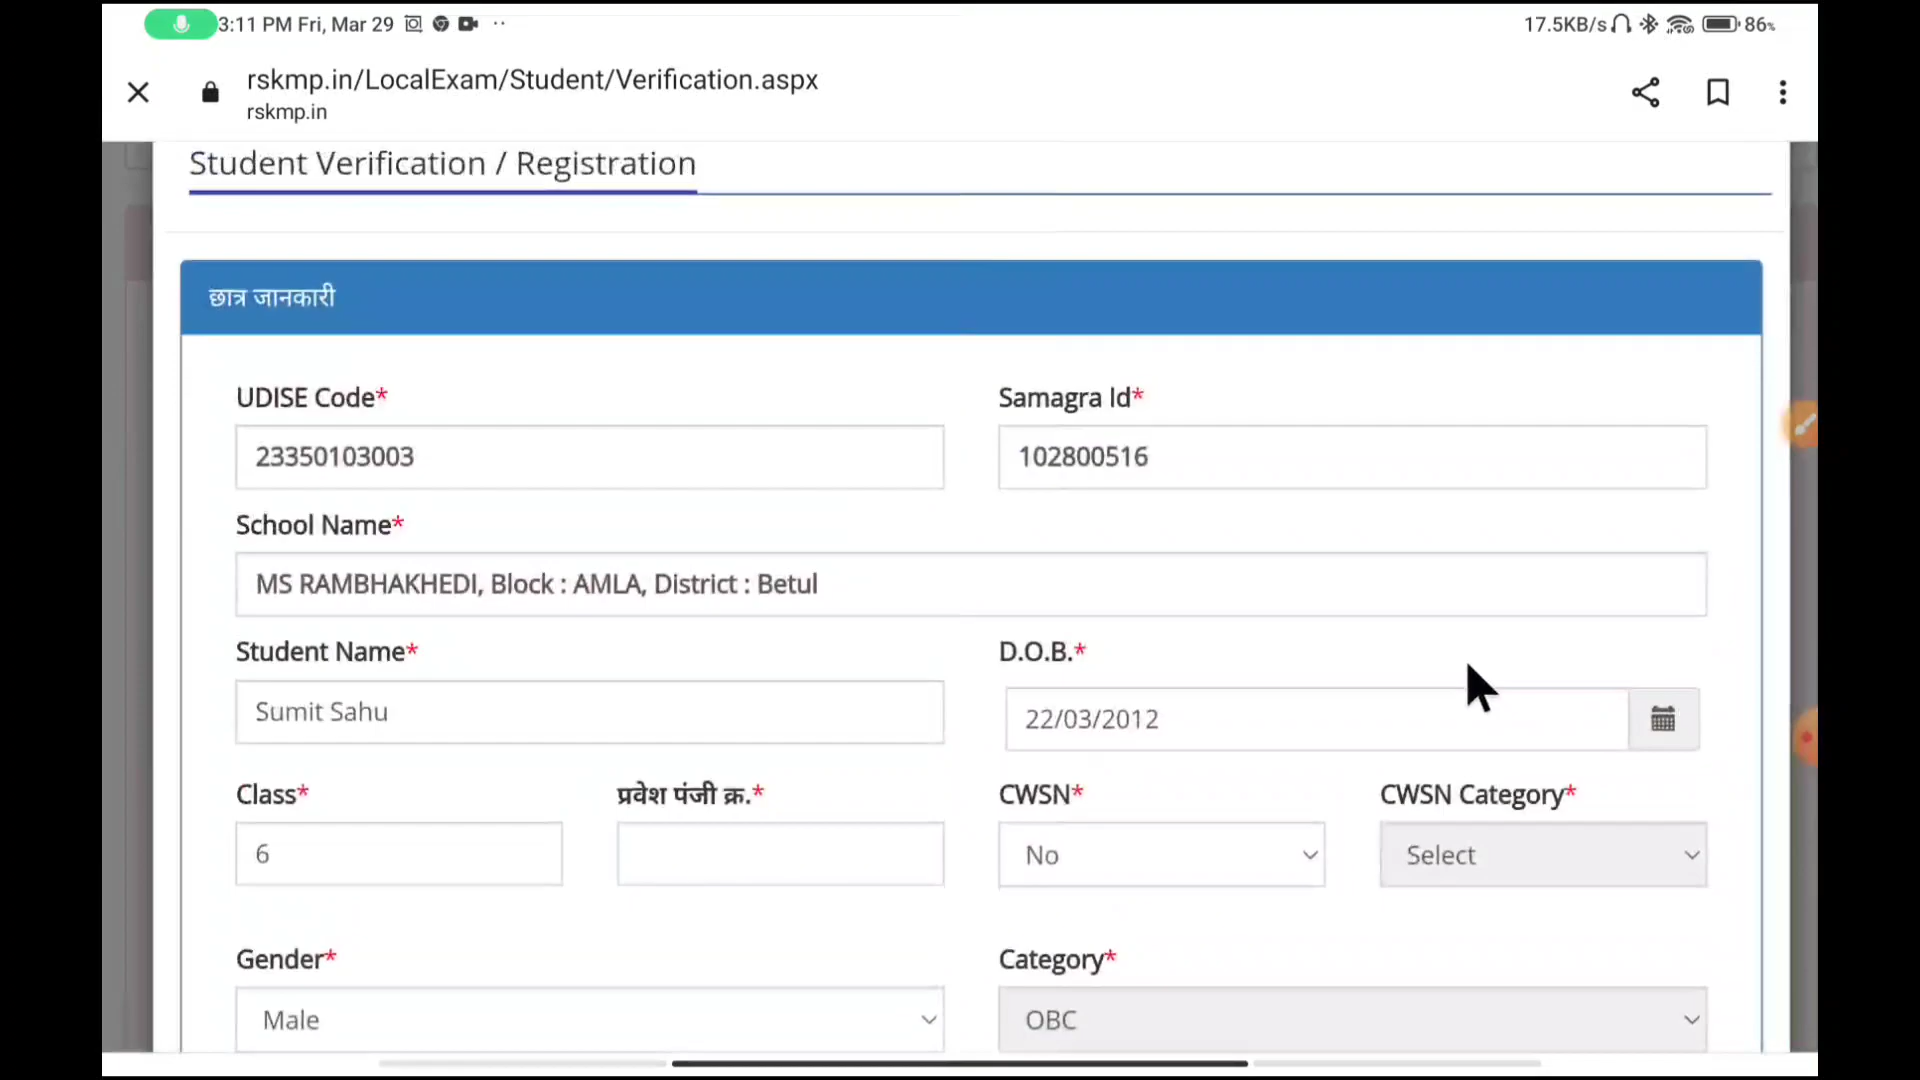 3:11 PM Fri, Mar 29
17.5KB/s 86%
rskmp.in/LocalExam/Student/Verification.aspx
rskmp.in
Student Verification / Registration
छात्र जानकारी
UDISE Code* Samagra Id*
23350103003 102800516
School Name*
MS RAMBHAKHEDI, Block : AMLA, District : Betul
Student Name* D.O.B.*
Sumit Sahu 22/03/2012
Class* प्रवेश पंजी क्र.* CWSN* CWSN Category*
6 No Select
Gender* Category*
Male OBC